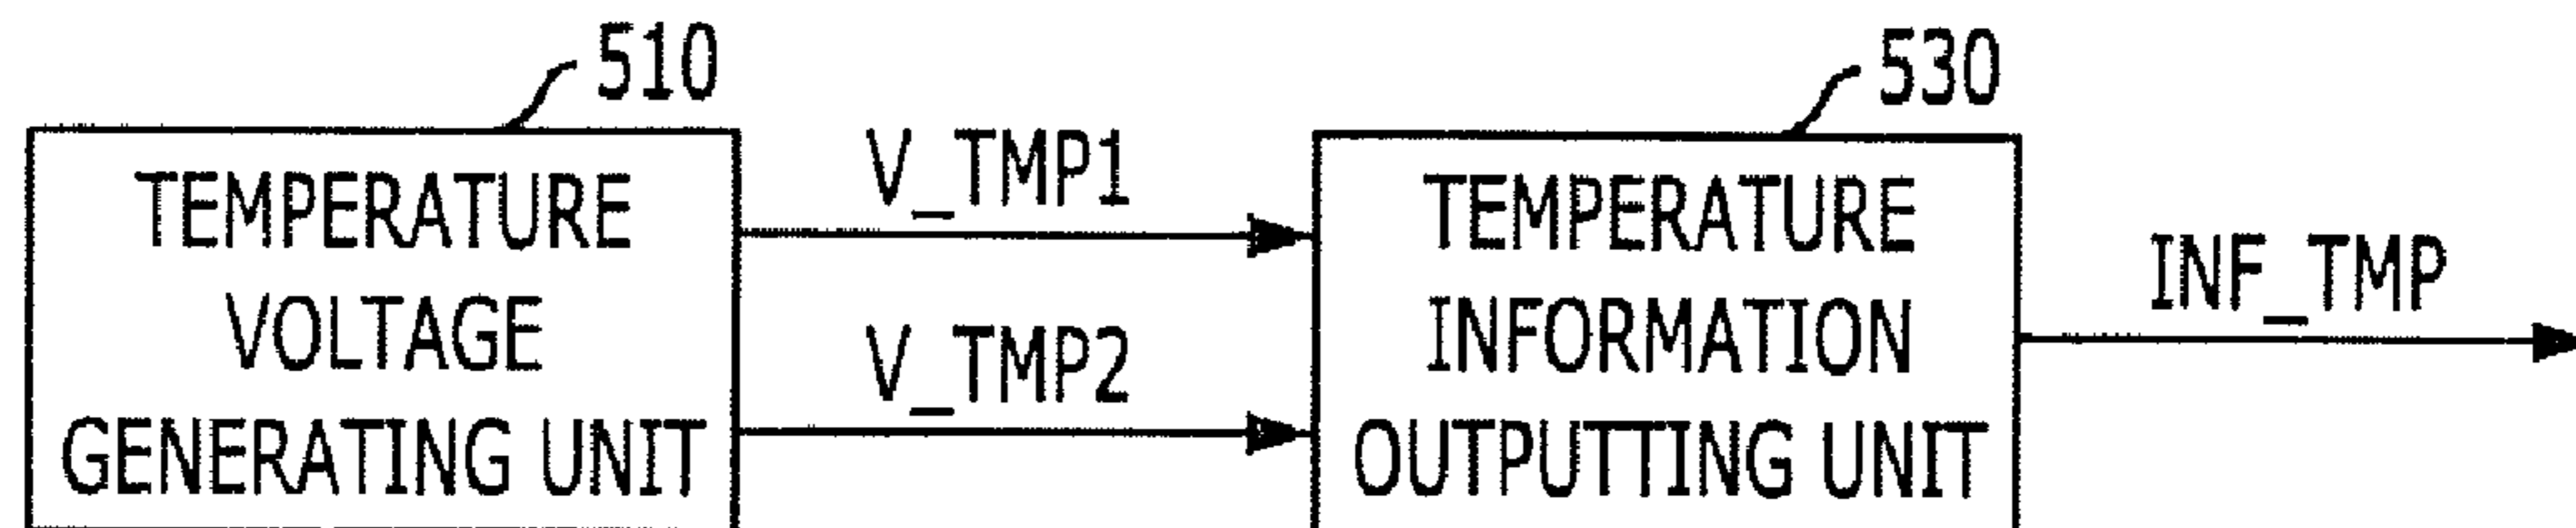 510
530
TEMPERATURE
VOLTAGE
GENERATING UNIT
V_TMP1
V_TMP2
TEMPERATURE
INFORMATION
OUTPUTTING UNIT
INF_TMP